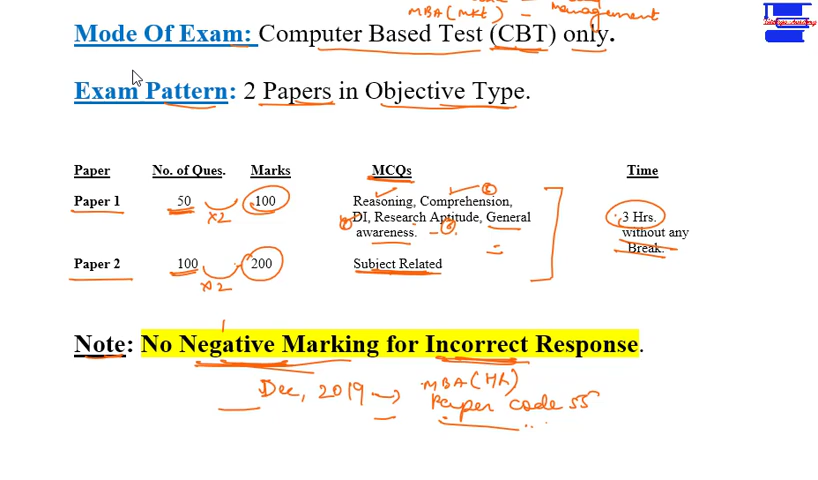 MBA (Mkt) – management
Mode Of Exam: Computer Based Test (CBT) only.
Exam Pattern: 2 Papers in Objective Type.
Paper No. of Ques. Marks MCQs Time
Paper 1 50 100 Reasoning, Comprehension, 3 Hrs.
×2 DI, Research Aptitude, General without any
awareness. Break.
Paper 2 100 200 Subject Related
×2
Note: No Negative Marking for Incorrect Response.
Dec, 2019 → MBA (HR)
Paper code 55